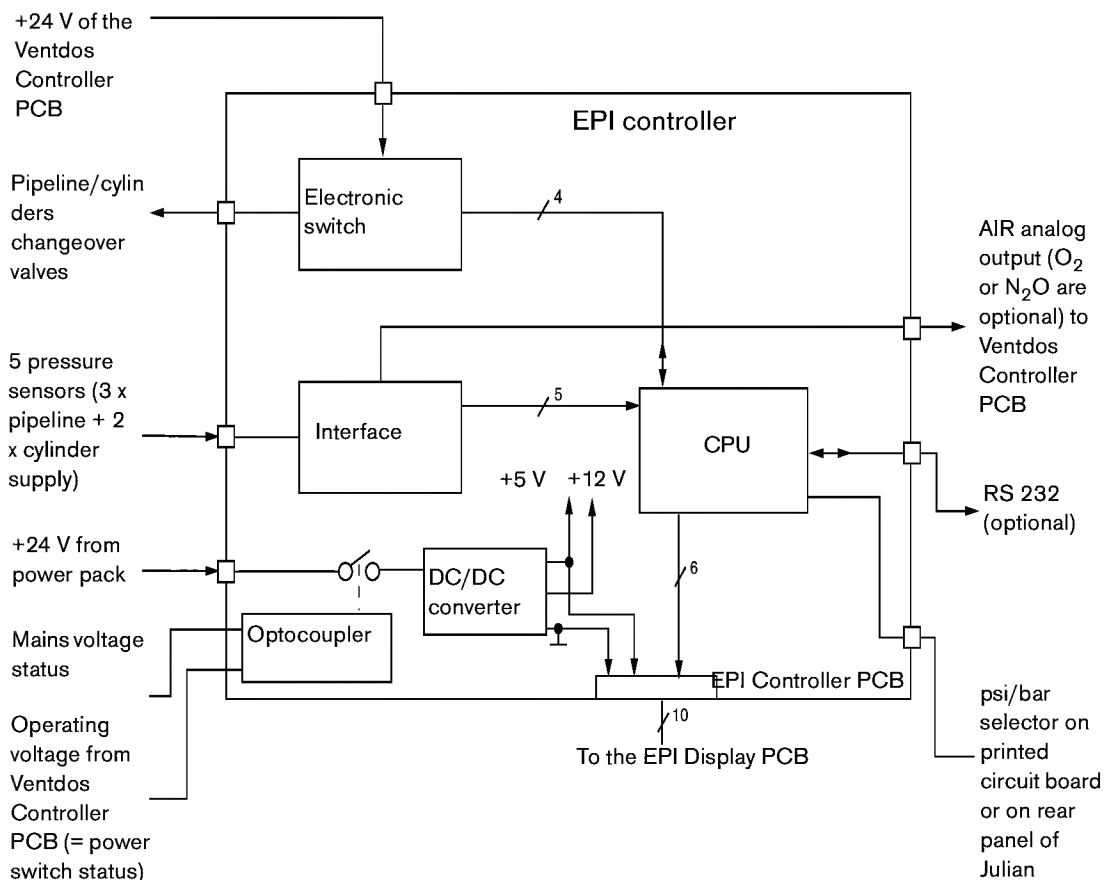 +24 V of the
Ventdos
Controller
PCB
EPI controller
Pipeline/cylin
ders
changeover
valves
Electronic
switch
4
AIR analog
output (O2
or N2O are
optional) to
Ventdos
Controller
PCB
5 pressure
sensors (3 x
pipeline + 2
x cylinder
supply)
Interface
5
CPU
+5 V +12 V
RS 232
(optional)
+24 V from
power pack
DC/DC
converter
6
Mains voltage
status
Optocoupler
EPI Controller PCB
10
To the EPI Display PCB
Operating
voltage from
Ventdos
Controller
PCB (= power
switch status)
psi/bar
selector on
printed
circuit board
or on rear
panel of
Julian